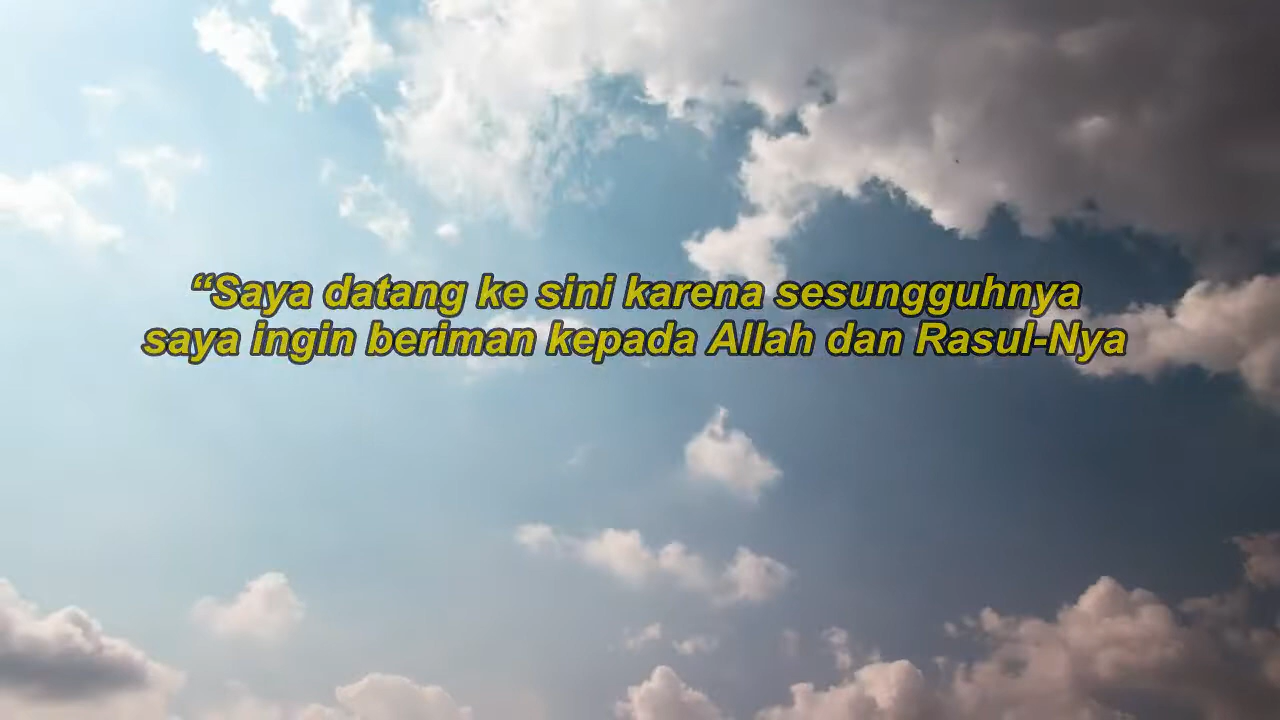 “Saya datang ke sini karena sesungguhnya
saya ingin beriman kepada Allah dan Rasul-Nya